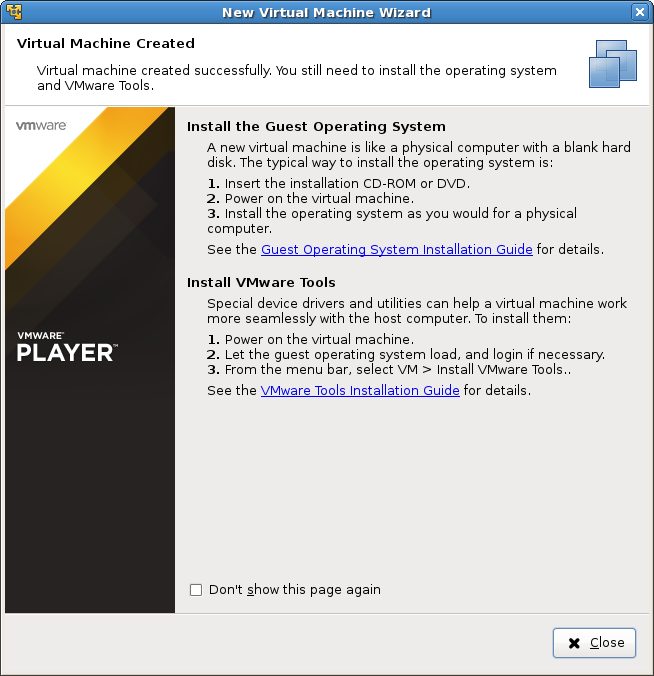 New Virtual Machine Wizard
Virtual Machine Created
Virtual machine created successfully. You still need to install the operating system
and VMware Tools.
vmware
Install the Guest Operating System
A new virtual machine is like a physical computer with a blank hard
disk. The typical way to install the operating system is:
1. Insert the installation CD-ROM or DVD.
2. Power on the virtual machine.
3. Install the operating system as you would for a physical
computer.
See the Guest Operating System Installation Guide for details.
Install VMware Tools
Special device drivers and utilities can help a virtual machine work
more seamlessly with the host computer. To install them:
1. Power on the virtual machine.
2. Let the guest operating system load, and login if necessary.
3. From the menu bar, select VM > Install VMware Tools..
See the VMware Tools Installation Guide for details.
VMWARE™
PLAYER™
Don't show this page again
Close